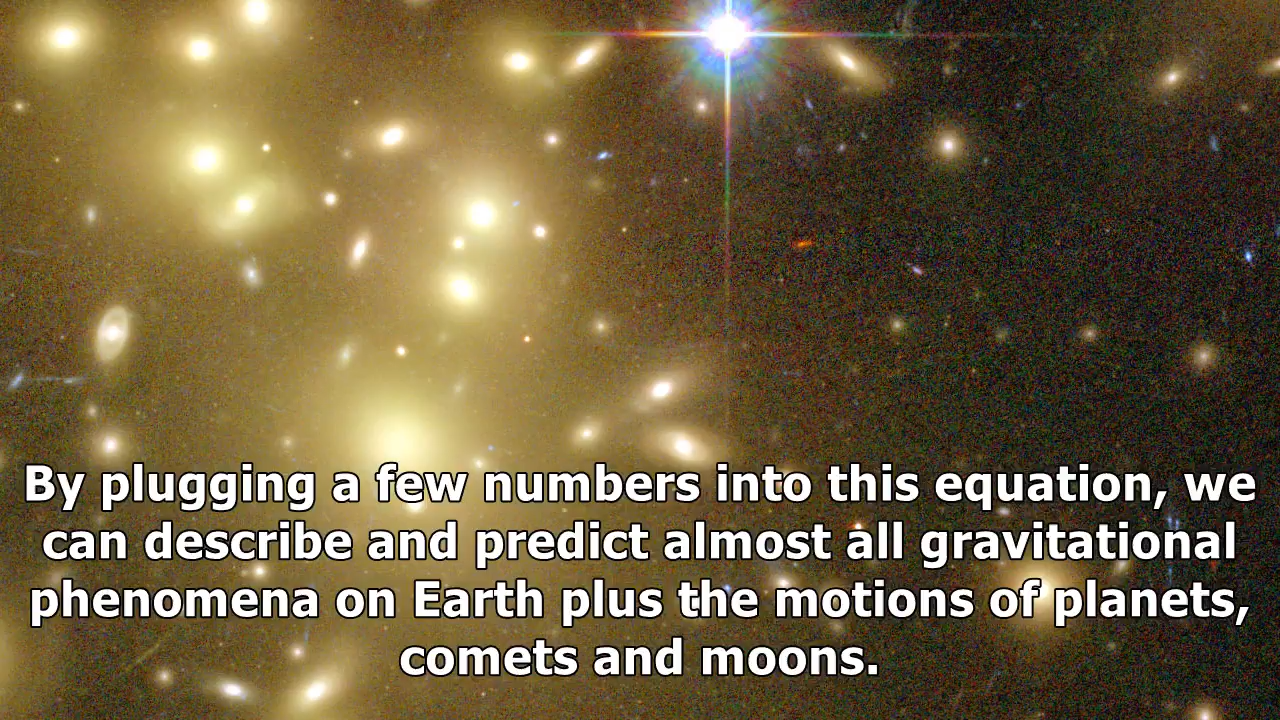 By plugging a few numbers into this equation, we
can describe and predict almost all gravitational
phenomena on Earth plus the motions of planets,
comets and moons.